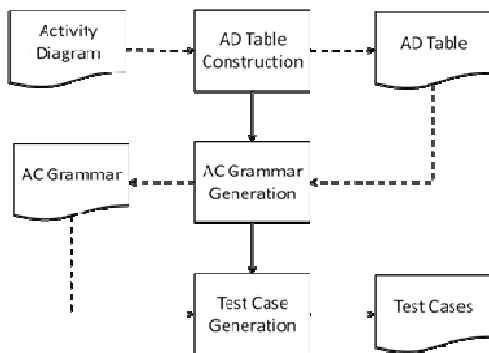 Activity
Diagram
AD Table
Construction
AD Table
AC Grammar
AC Grammar
Generation
Test Case
Generation
Test Cases